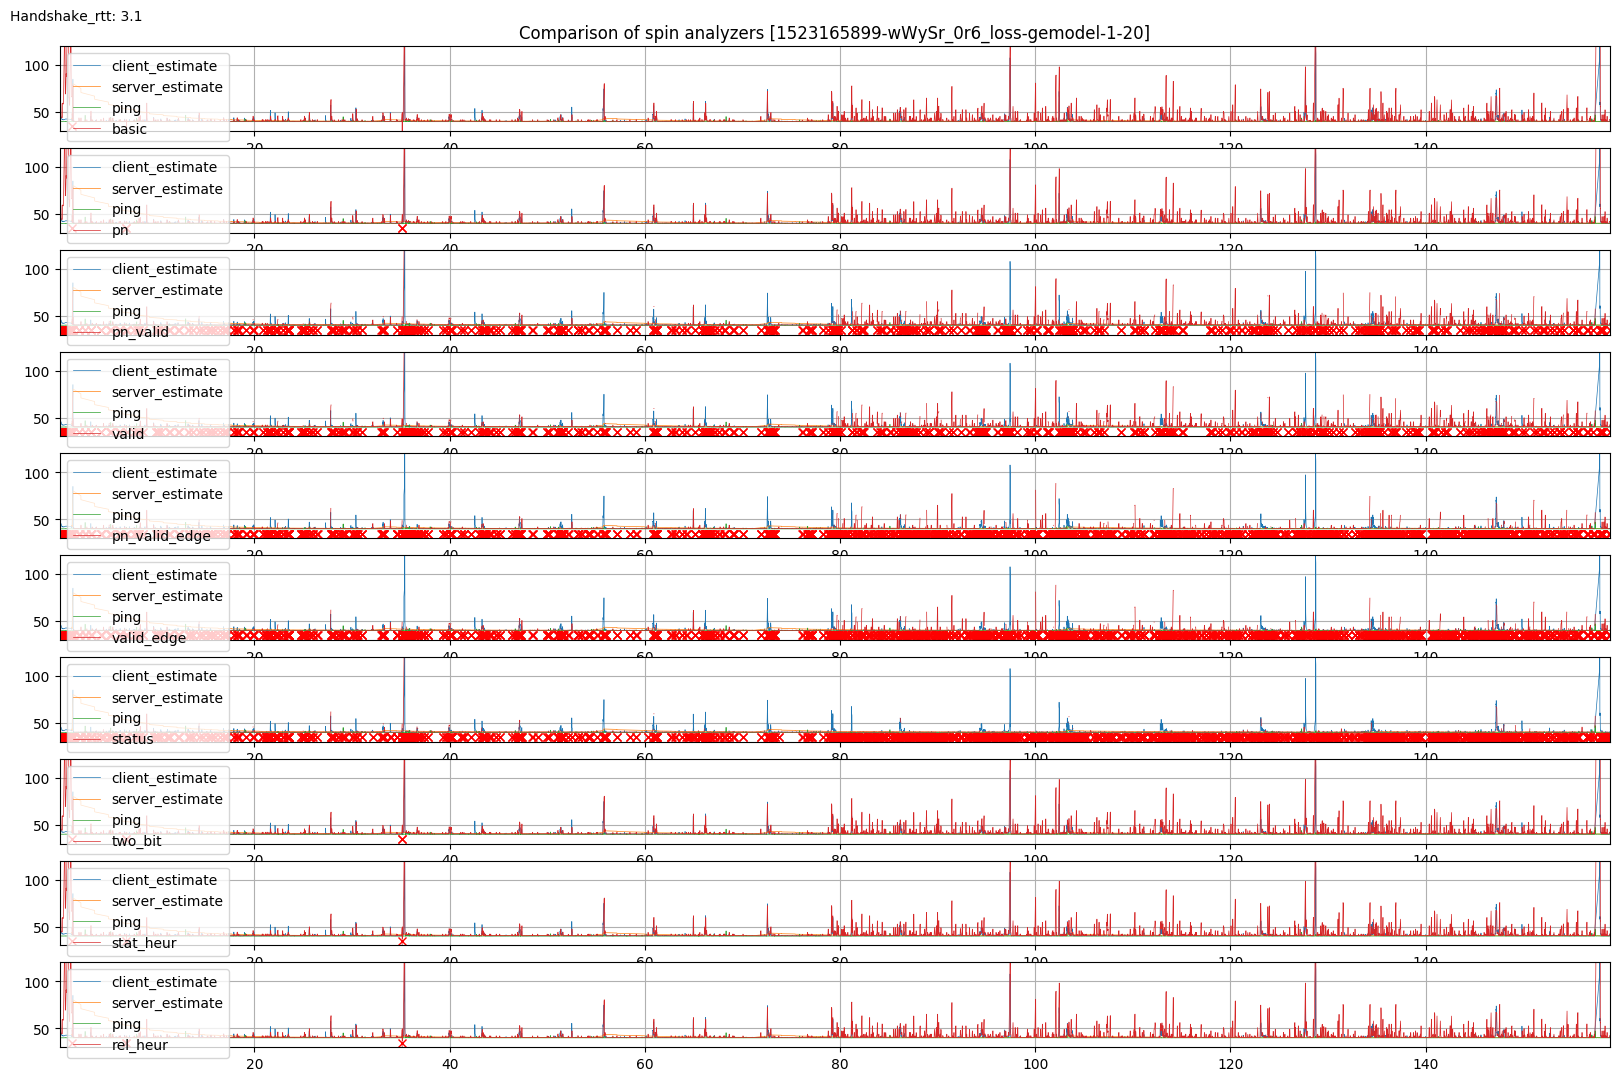 Handshake_rtt: 3.1
Comparison of spin analyzers [1523165899-wWySr_0r6_loss-gemodel-1-20]
100
50
client_estimate
server_estimate
ping
basic
20 40 60 80 100 120 140
100
50
client_estimate
server_estimate
ping
pn
20 40 60 80 100 120 140
100
50
client_estimate
server_estimate
ping
pn_valid
20 40 60 80 100 120 140
100
50
client_estimate
server_estimate
ping
valid
20 40 60 80 100 120 140
100
50
client_estimate
server_estimate
ping
pn_valid_edge
20 40 60 80 100 120 140
100
50
client_estimate
server_estimate
ping
valid_edge
20 40 60 80 100 120 140
100
50
client_estimate
server_estimate
ping
status
20 40 60 80 100 120 140
100
50
client_estimate
server_estimate
ping
two_bit
20 40 60 80 100 120 140
100
50
client_estimate
server_estimate
ping
stat_heur
20 40 60 80 100 120 140
100
50
client_estimate
server_estimate
ping
rel_heur
20 40 60 80 100 120 140